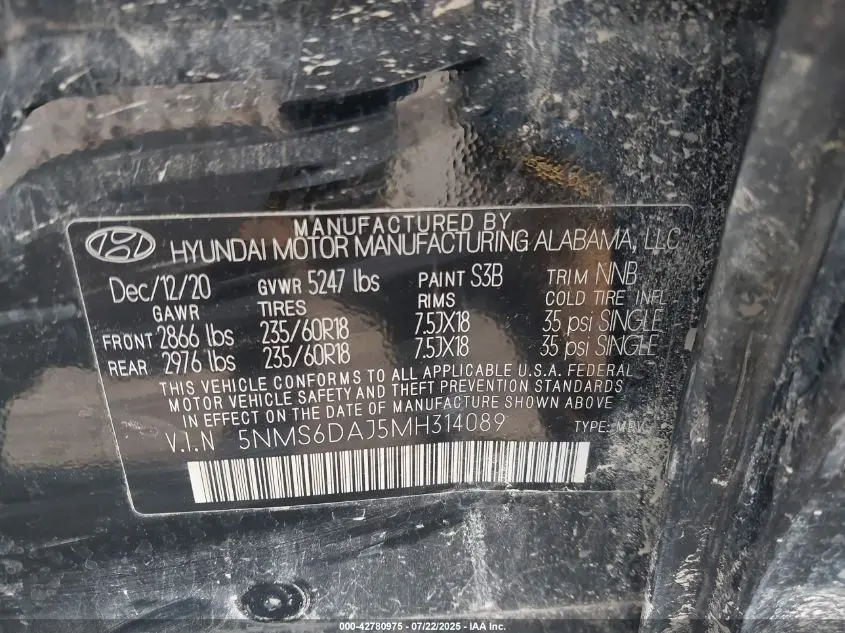 MANUFACTURED BY
HYUNDAI MOTOR MANUFACTURING ALABAMA, LLC
Dec/12/20 GVWR 5247 lbs PAINT S3B TRIM NNB
GAWR TIRES RIMS COLD TIRE INFL
FRONT 2866 lbs 235/60R18 7.5JX18 35 psi SINGLE
REAR 2976 lbs 235/60R18 7.5JX18 35 psi SINGLE
THIS VEHICLE CONFORMS TO ALL APPLICABLE U.S.A. FEDERAL
MOTOR VEHICLE SAFETY AND THEFT PREVENTION STANDARDS
IN EFFECT ON THE DATE OF MANUFACTURE SHOWN ABOVE
V.I.N 5NMS6DAJ5MH314089 TYPE: MPV
000-42780975 - 07/22/2025 - IAA Inc.